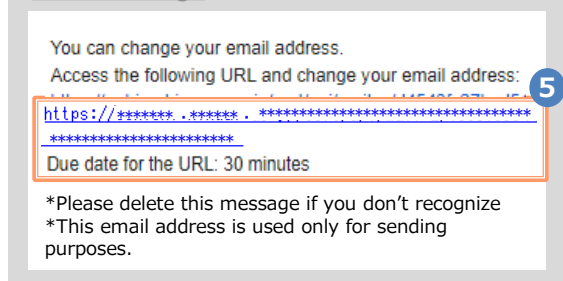 You can change your email address.
Access the following URL and change your email address:
5
https://******* .****** . **********************************
***********************
Due date for the URL: 30 minutes
*Please delete this message if you don’t recognize
*This email address is used only for sending
purposes.